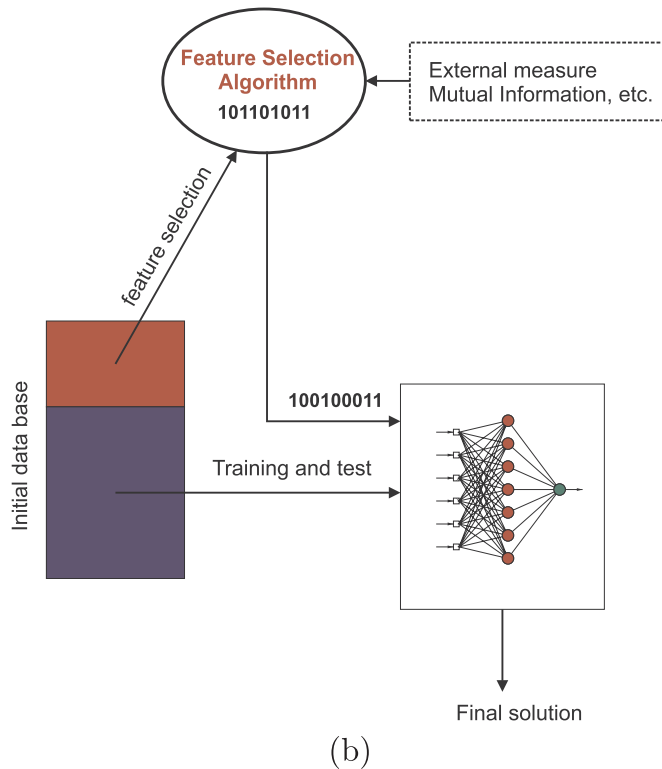 Feature Selection
Algorithm
101101011
External measure
Mutual Information, etc.
feature selection
Initial data base
100100011
Training and test
Final solution
(b)